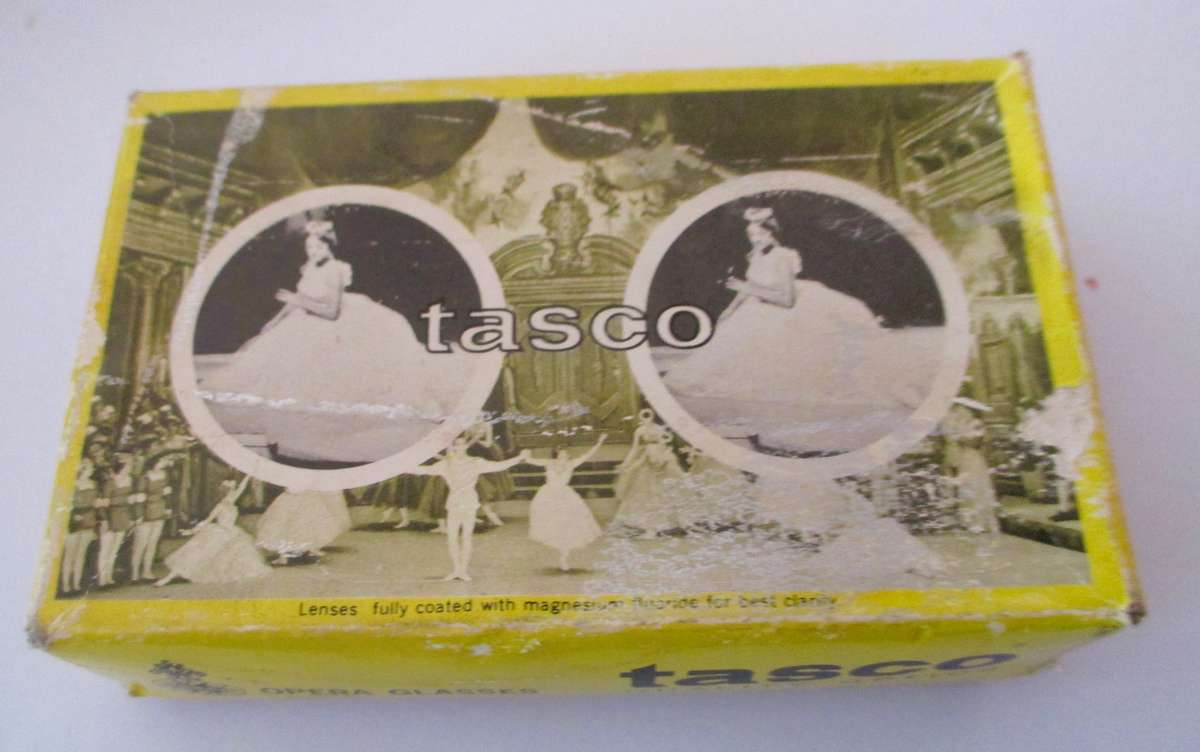 tasco
Lenses fully coated with magnesium fluoride for best clarity
OPERA GLASSES
tasco